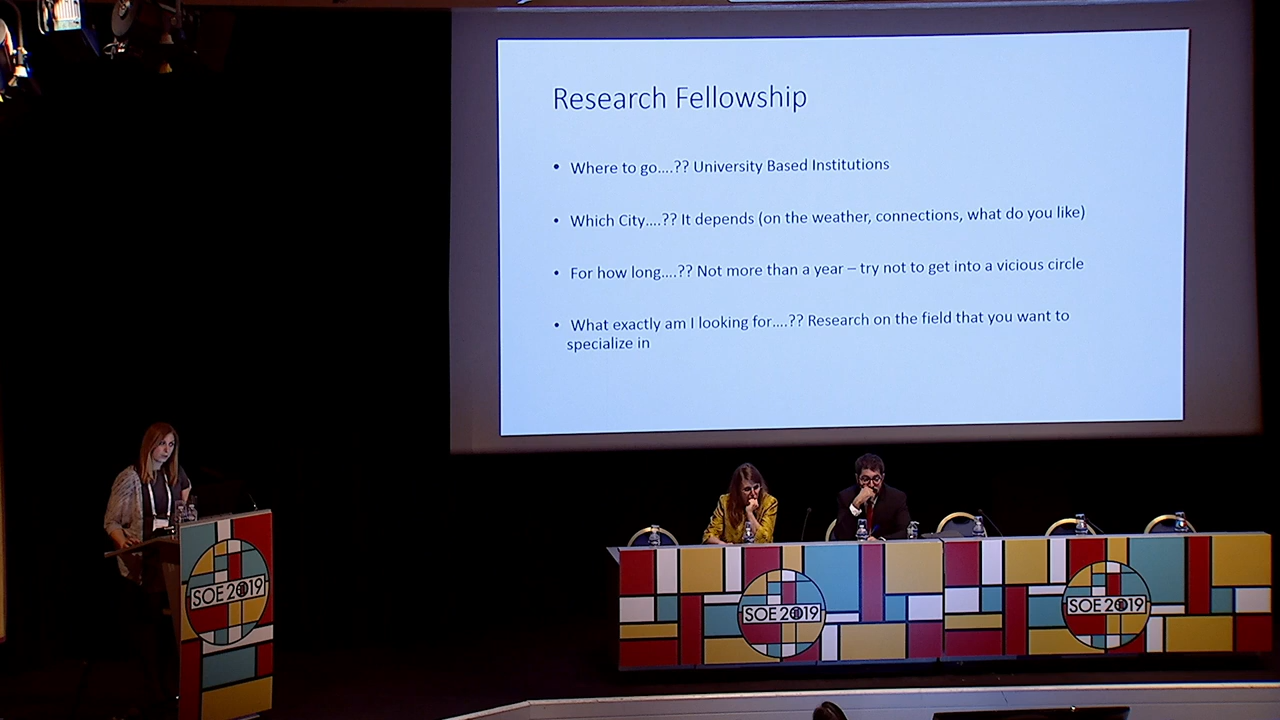 Research Fellowship
• Where to go....?? University Based Institutions
• Which City....?? It depends (on the weather, connections, what do you like)
• For how long....?? Not more than a year – try not to get into a vicious circle
• What exactly am I looking for....?? Research on the field that you want to
specialize in
SOE 2019
SOE 2019
SOE 2019